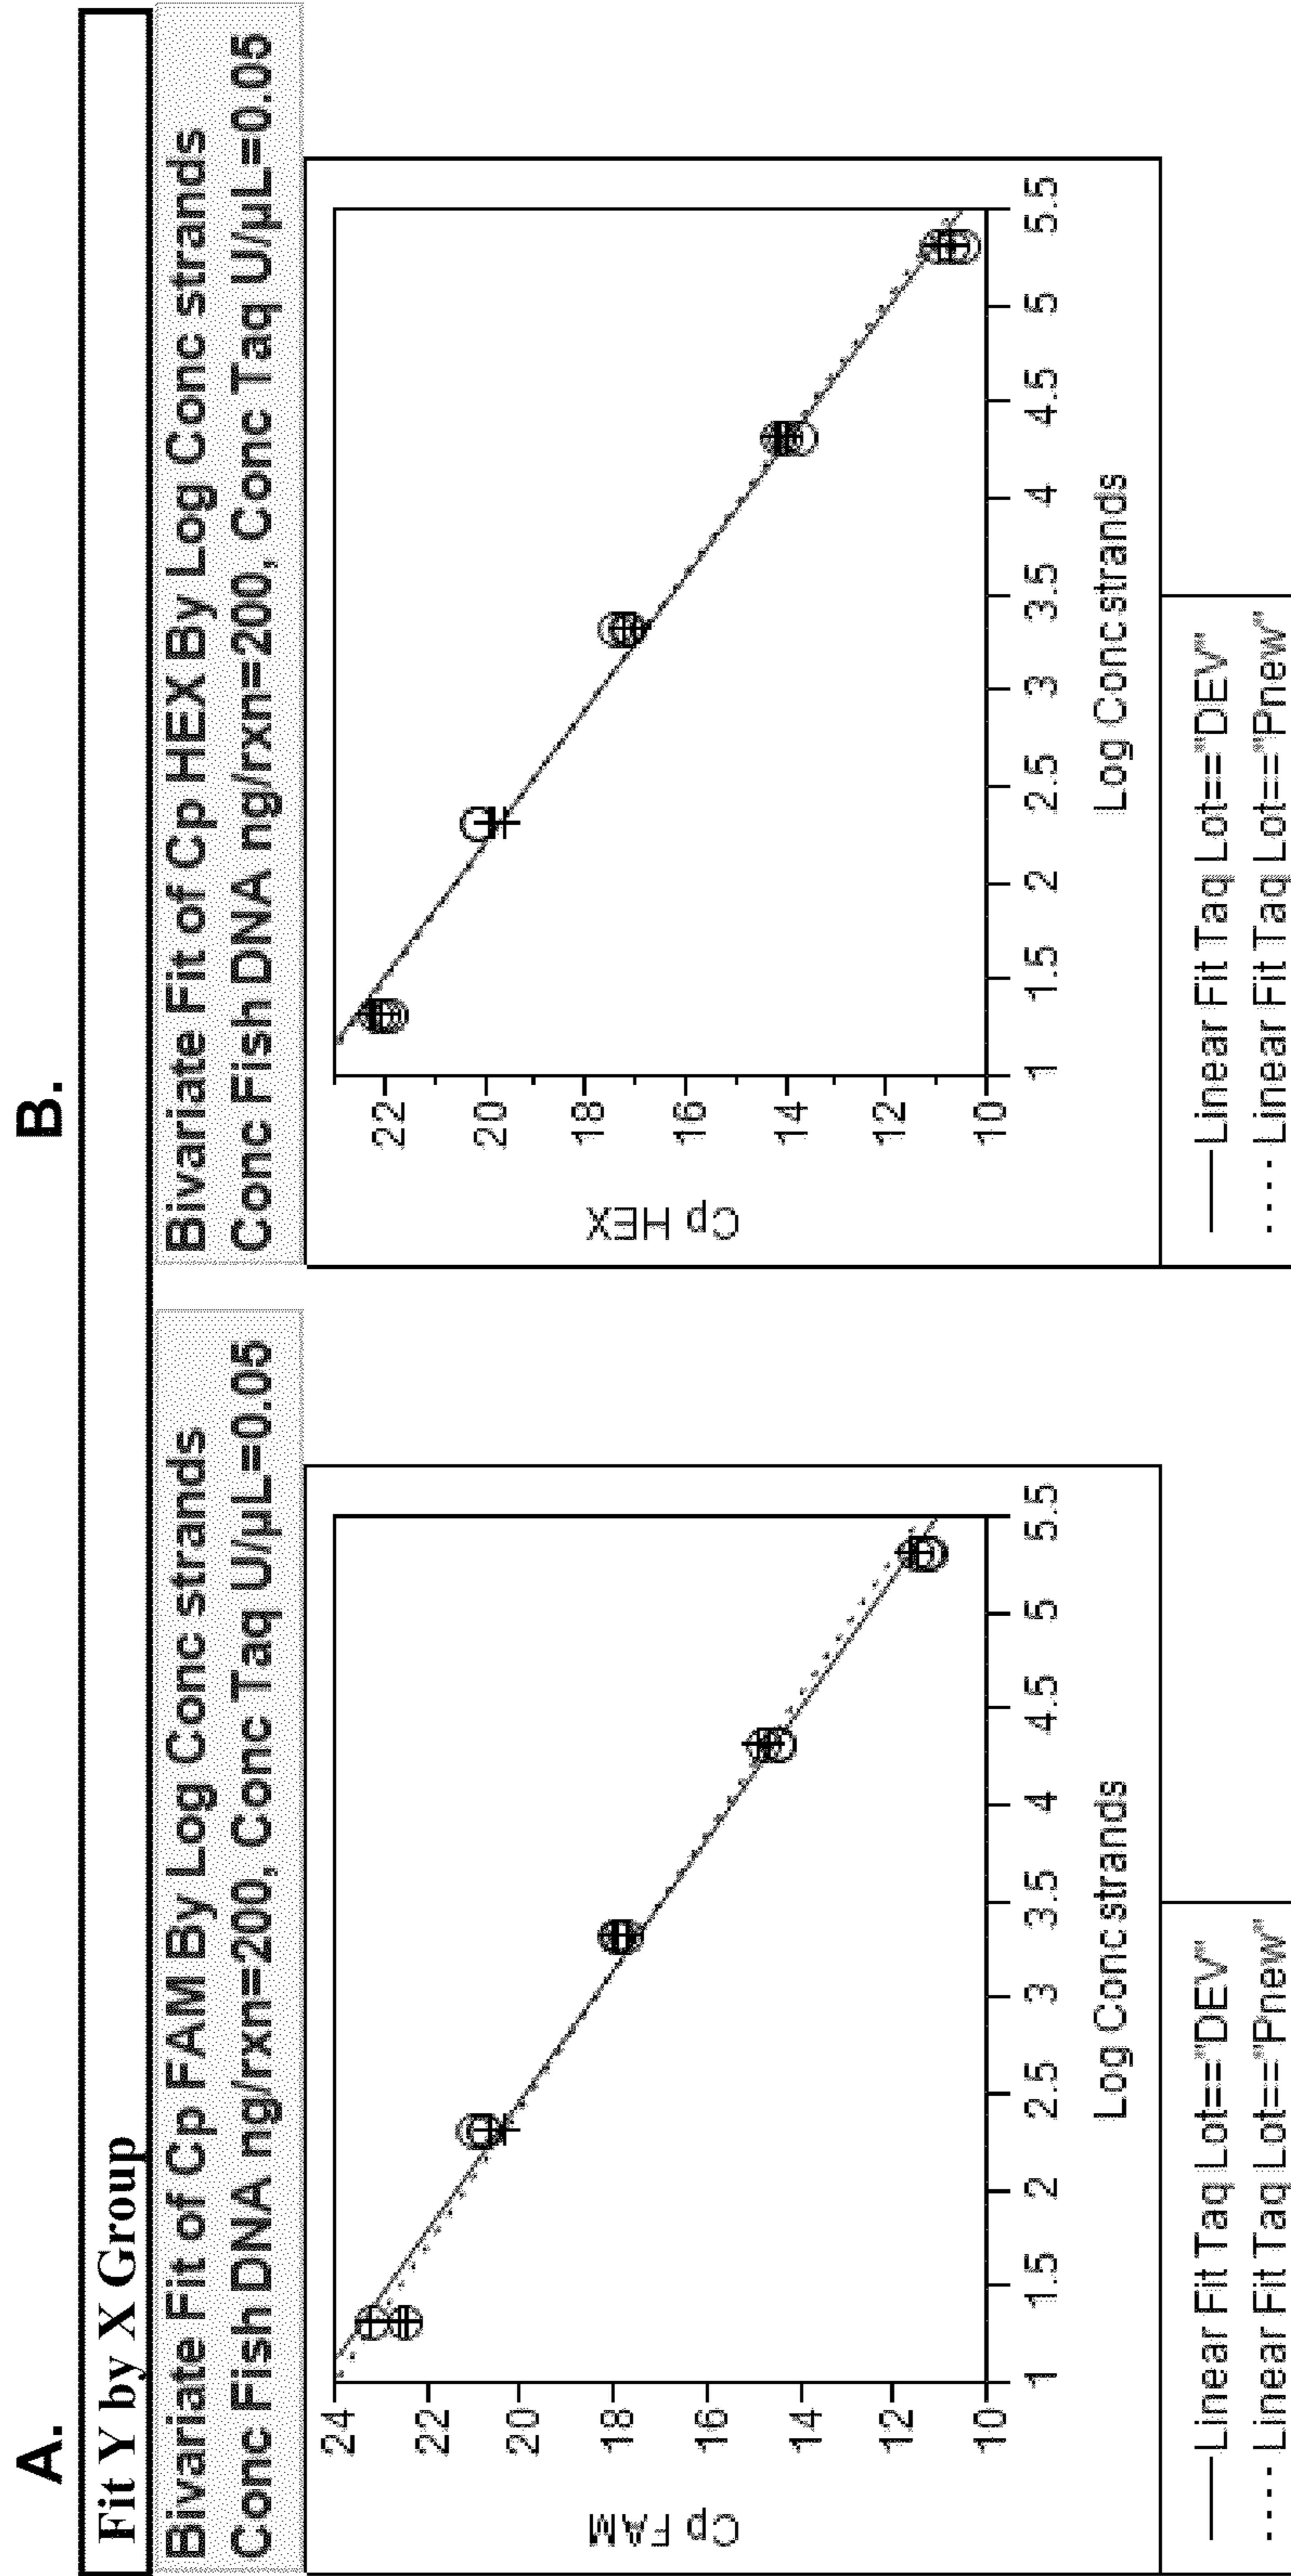 A.
Fit Y by X Group
Bivariate Fit of Cp FAM By Log Conc strands
Conc Fish DNA ng/rxn=200, Conc Taq U/µL=0.05
24
22
20
18
16
14
12
10
Cp FAM
1 1.5 2 2.5 3 3.5 4 4.5 5 5.5
Log Conc strands
Linear Fit Taq Lot=="DEV"
Linear Fit Taq Lot=="Pnew"
B.
Bivariate Fit of Cp HEX By Log Conc strands
Conc Fish DNA ng/rxn=200, Conc Taq U/µL=0.05
22
20
18
16
14
12
10
Cp HEX
1 1.5 2 2.5 3 3.5 4 4.5 5 5.5
Log Conc strands
Linear Fit Taq Lot=="DEV"
Linear Fit Taq Lot=="Pnew"